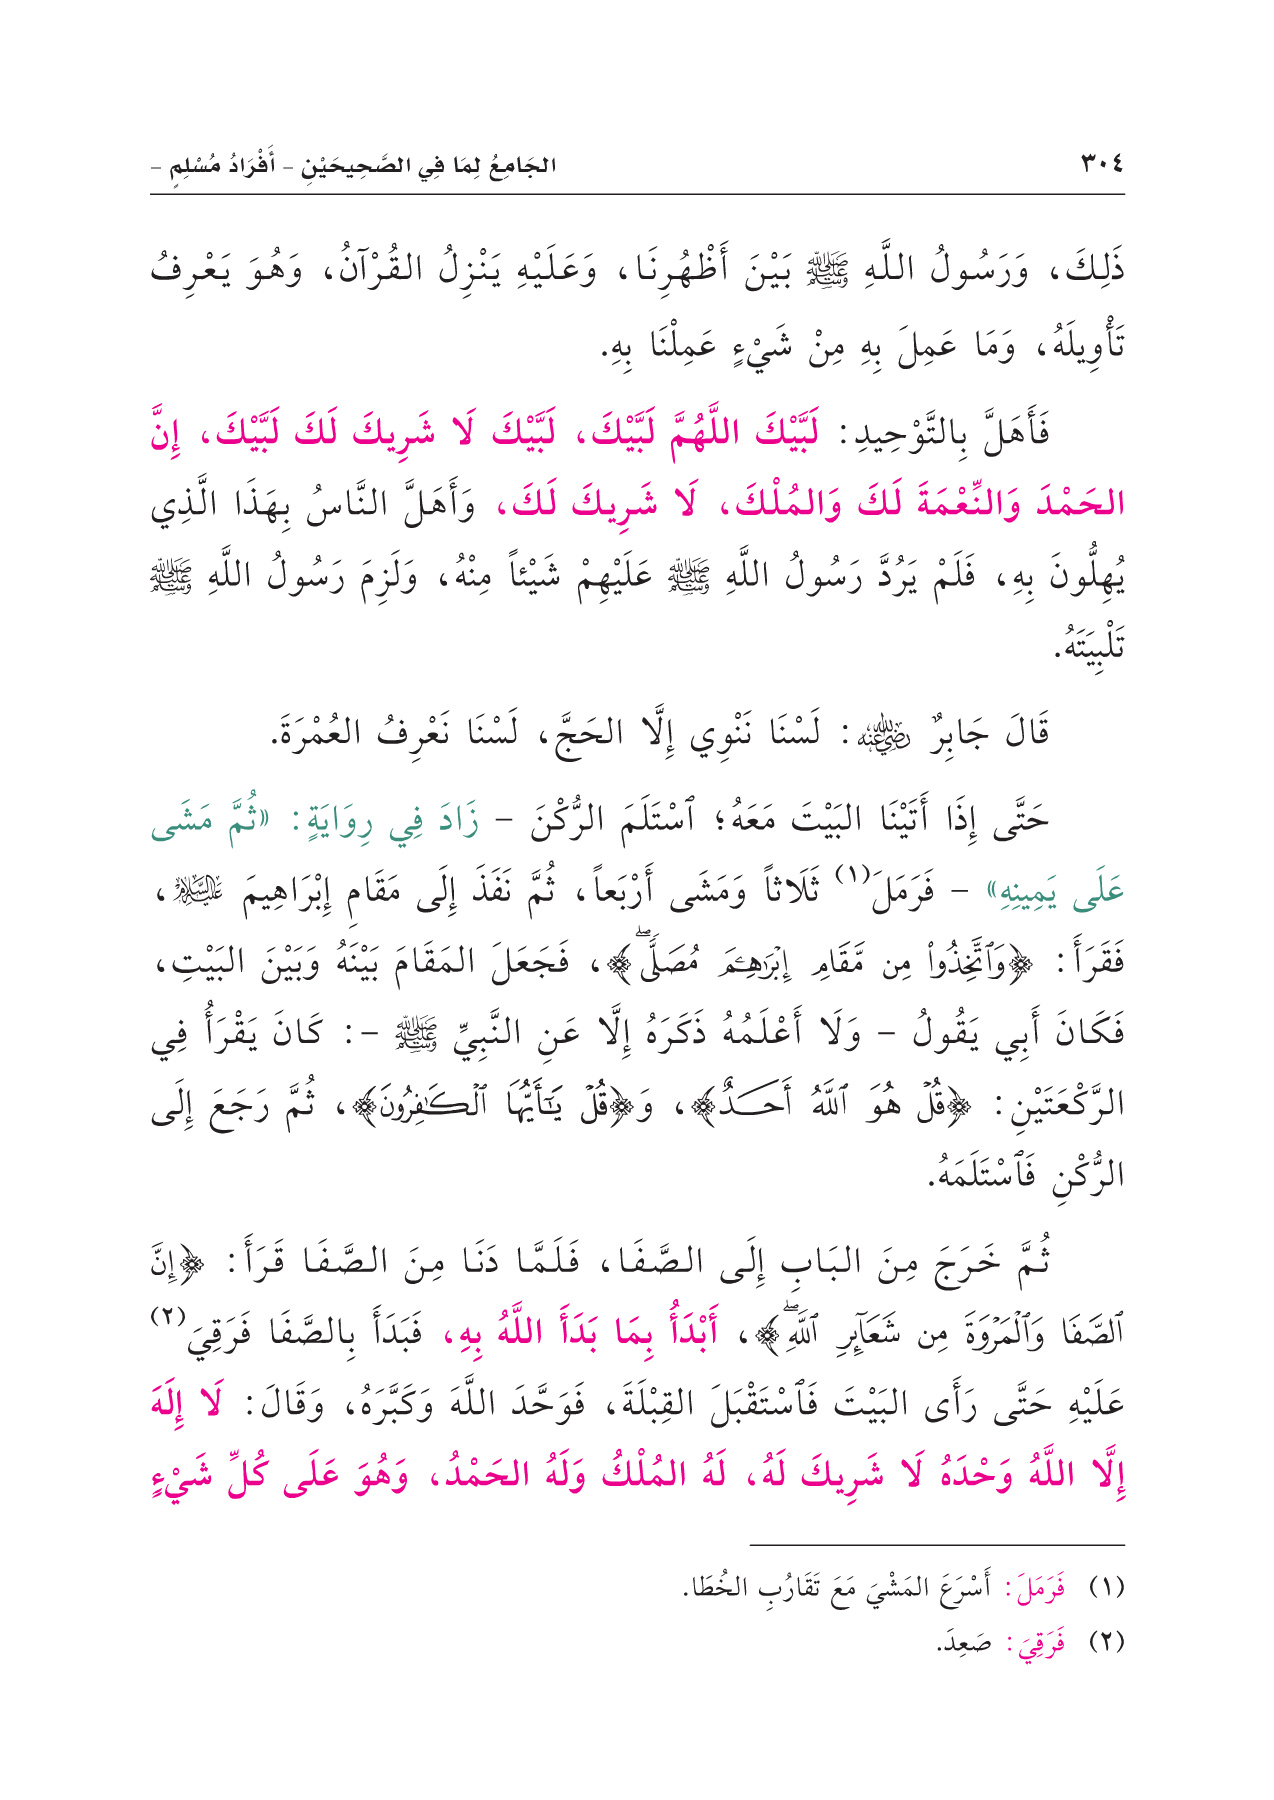 ٣٠٤ الجَامِعُ لِمَا فِي الصَّحِيحَيْنِ – أَفْرَادُ مُسْلِمٍ –
ذَلِكَ، وَرَسُولُ اللَّهِ ﷺ بَيْنَ أَظْهُرِنَا، وَعَلَيْهِ يَنْزِلُ القُرْآنُ، وَهُوَ يَعْرِفُ
تَأْوِيلَهُ، وَمَا عَمِلَ بِهِ مِنْ شَيْءٍ عَمِلْنَا بِهِ.
فَأَهَلَّ بِالتَّوْحِيدِ: لَبَّيْكَ اللَّهُمَّ لَبَّيْكَ، لَبَّيْكَ لَا شَرِيكَ لَكَ لَبَّيْكَ، إِنَّ
الحَمْدَ وَالنِّعْمَةَ لَكَ وَالمُلْكَ، لَا شَرِيكَ لَكَ، وَأَهَلَّ النَّاسُ بِهَذَا الَّذِي
يُهِلُّونَ بِهِ، فَلَمْ يَرُدَّ رَسُولُ اللَّهِ ﷺ عَلَيْهِمْ شَيْئاً مِنْهُ، وَلَزِمَ رَسُولُ اللَّهِ ﷺ
تَلْبِيَتَهُ.
قَالَ جَابِرٌ رضي الله عنه: لَسْنَا نَنْوِي إِلَّا الحَجَّ، لَسْنَا نَعْرِفُ العُمْرَةَ.
حَتَّى إِذَا أَتَيْنَا البَيْتَ مَعَهُ؛ ٱسْتَلَمَ الرُّكْنَ – زَادَ فِي رِوَايَةٍ: «ثُمَّ مَشَى
عَلَى يَمِينِهِ» – فَرَمَلَ(١) ثَلَاثاً وَمَشَى أَرْبَعاً، ثُمَّ نَفَذَ إِلَى مَقَامِ إِبْرَاهِيمَ عليه السلام،
فَقَرَأَ: ﴿وَٱتَّخِذُواْ مِن مَّقَامِ إِبۡرَٰهِـۧمَ مُصَلّٗىۖ﴾، فَجَعَلَ المَقَامَ بَيْنَهُ وَبَيْنَ البَيْتِ،
فَكَانَ أَبِي يَقُولُ – وَلَا أَعْلَمُهُ ذَكَرَهُ إِلَّا عَنِ النَّبِيِّ ﷺ –: كَانَ يَقْرَأُ فِي
الرَّكْعَتَيْنِ: ﴿قُلۡ هُوَ ٱللَّهُ أَحَدٌ﴾، وَ﴿قُلۡ يَٰٓأَيُّهَا ٱلۡكَٰفِرُونَ﴾، ثُمَّ رَجَعَ إِلَى
الرُّكْنِ فَٱسْتَلَمَهُ.
ثُمَّ خَرَجَ مِنَ البَابِ إِلَى الصَّفَا، فَلَمَّا دَنَا مِنَ الصَّفَا قَرَأَ: ﴿إِنَّ
ٱلصَّفَا وَٱلۡمَرۡوَةَ مِن شَعَآئِرِ ٱللَّهِۖ﴾، أَبْدَأُ بِمَا بَدَأَ اللَّهُ بِهِ، فَبَدَأَ بِالصَّفَا فَرَقِيَ(٢)
عَلَيْهِ حَتَّى رَأَى البَيْتَ فَٱسْتَقْبَلَ القِبْلَةَ، فَوَحَّدَ اللَّهَ وَكَبَّرَهُ، وَقَالَ: لَا إِلَهَ
إِلَّا اللَّهُ وَحْدَهُ لَا شَرِيكَ لَهُ، لَهُ المُلْكُ وَلَهُ الحَمْدُ، وَهُوَ عَلَى كُلِّ شَيْءٍ
(١) فَرَمَلَ: أَسْرَعَ المَشْيَ مَعَ تَقَارُبِ الخُطَا.
(٢) فَرَقِيَ: صَعِدَ.